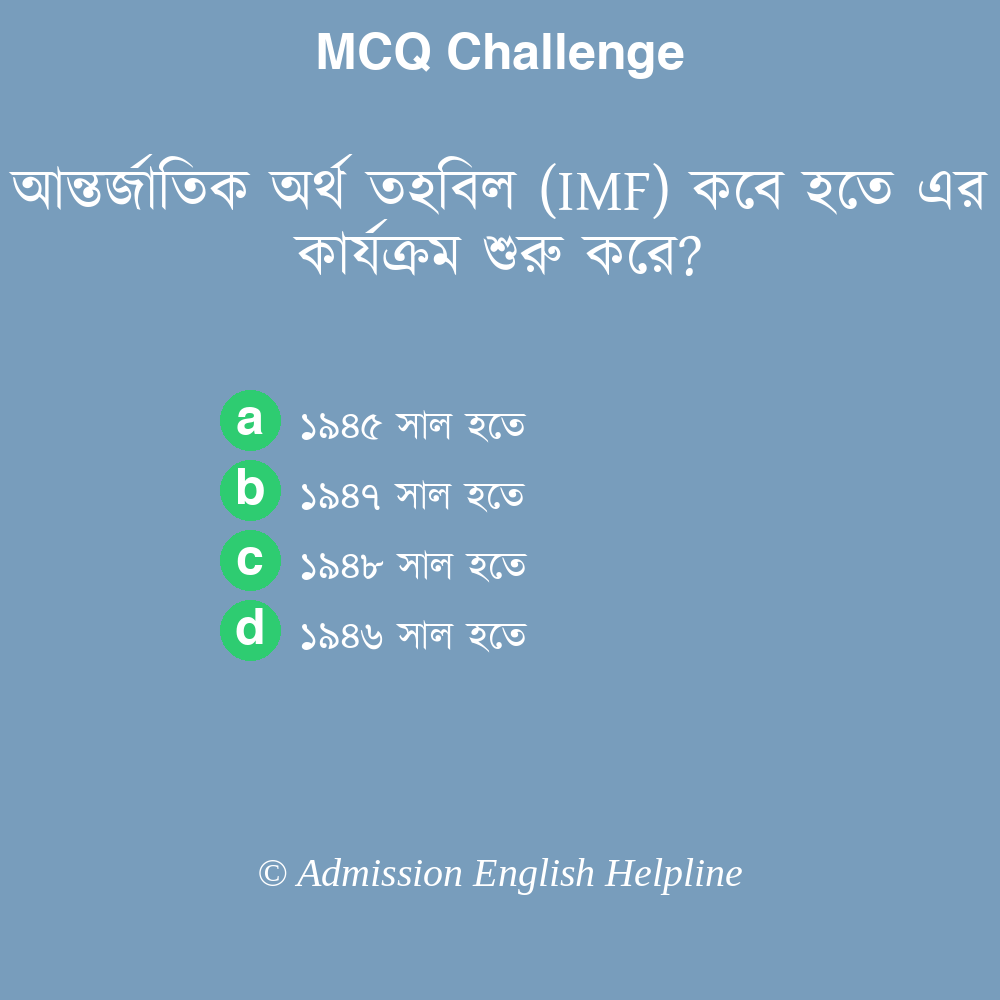 MCQ Challenge
আন্তর্জাতিক অর্থ তহবিল (IMF) কবে হতে এর
কার্যক্রম শুরু করে?
a ১৯৪৫ সাল হতে
b ১৯৪৭ সাল হতে
c ১৯৪৮ সাল হতে
d ১৯৪৬ সাল হতে
© Admission English Helpline